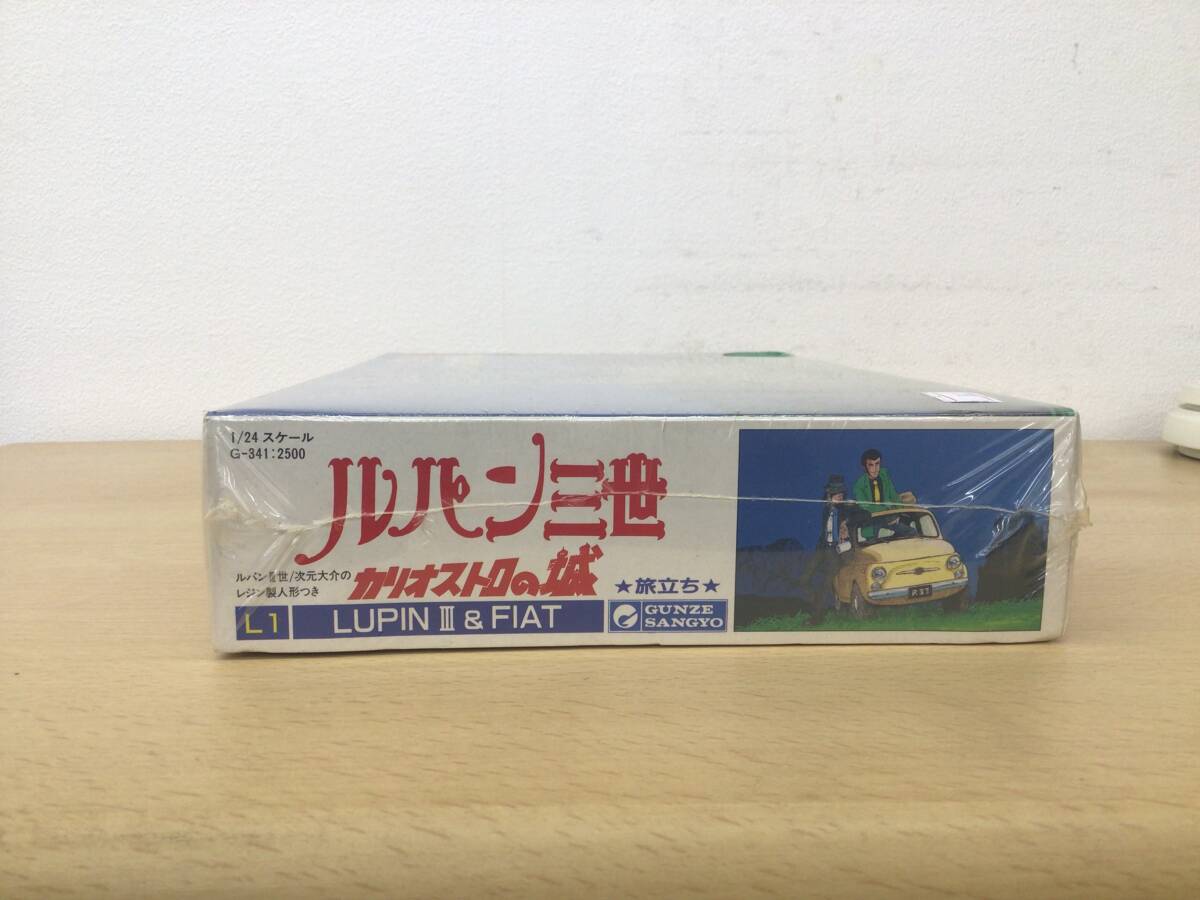 1/24 スケール
G-341:2500
ルパン三世
ルパン三世/次元大介の
レジン製人形つき
カリオストロの城
★旅立ち★
L1
LUPIN Ⅲ & FIAT
GUNZE
SANGYO
R33